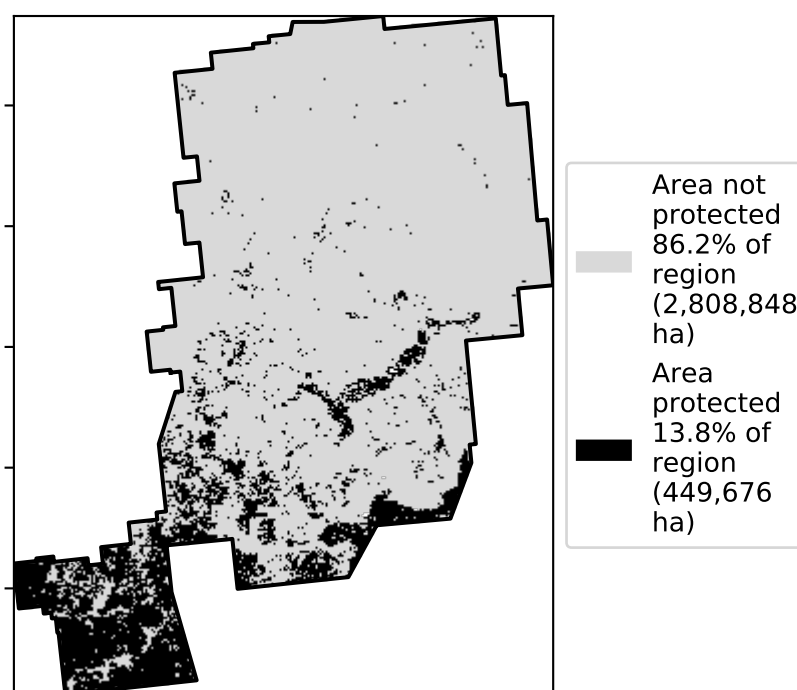 Area not
protected
86.2% of
region
(2,808,848
ha)
Area
protected
13.8% of
region
(449,676
ha)